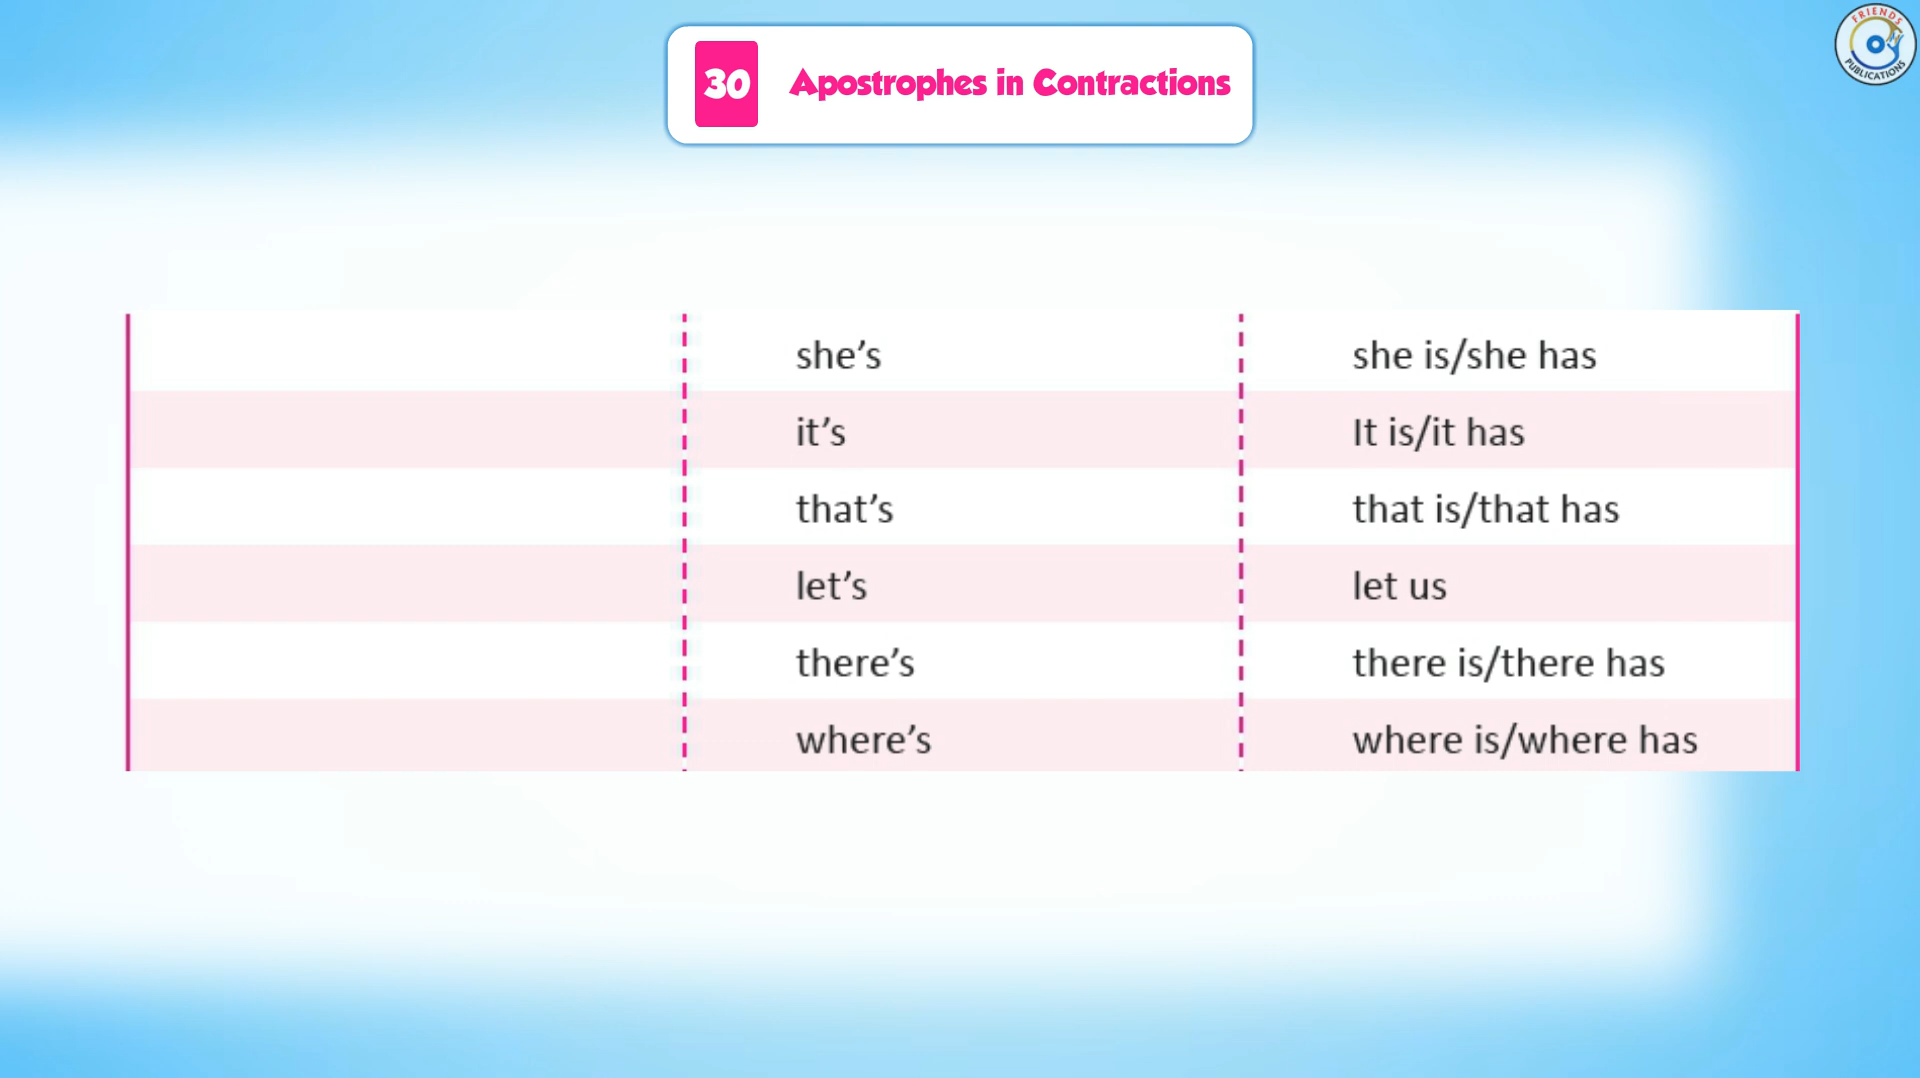 30 Apostrophes in Contractions
FRIENDS
PUBLICATIONS
she’s she is/she has
it’s It is/it has
that’s that is/that has
let’s let us
there’s there is/there has
where’s where is/where has